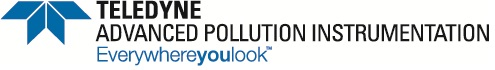 TELEDYNE
ADVANCED POLLUTION INSTRUMENTATION
Everywhereyoulook™